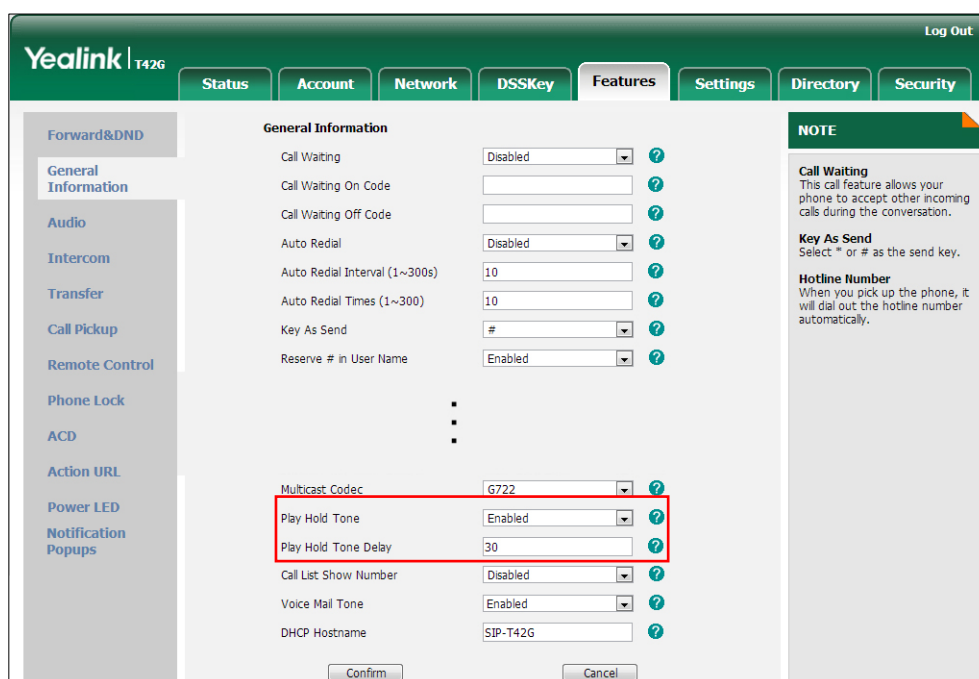 Log Out
Yealink T42G
Status Account Network DSSKey Features Settings Directory Security
Forward&DND
General
Information
Audio
Intercom
Transfer
Call Pickup
Remote Control
Phone Lock
ACD
Action URL
Power LED
Notification
Popups
General Information
Call Waiting Disabled ?
Call Waiting On Code ?
Call Waiting Off Code ?
Auto Redial Disabled ?
Auto Redial Interval (1~300s) 10 ?
Auto Redial Times (1~300) 10 ?
Key As Send # ?
Reserve # in User Name Enabled ?
Multicast Codec G722 ?
Play Hold Tone Enabled ?
Play Hold Tone Delay 30 ?
Call List Show Number Disabled ?
Voice Mail Tone Enabled ?
DHCP Hostname SIP-T42G ?
Confirm Cancel
NOTE
Call Waiting
This call feature allows your
phone to accept other incoming
calls during the conversation.
Key As Send
Select * or # as the send key.
Hotline Number
When you pick up the phone, it
will dial out the hotline number
automatically.